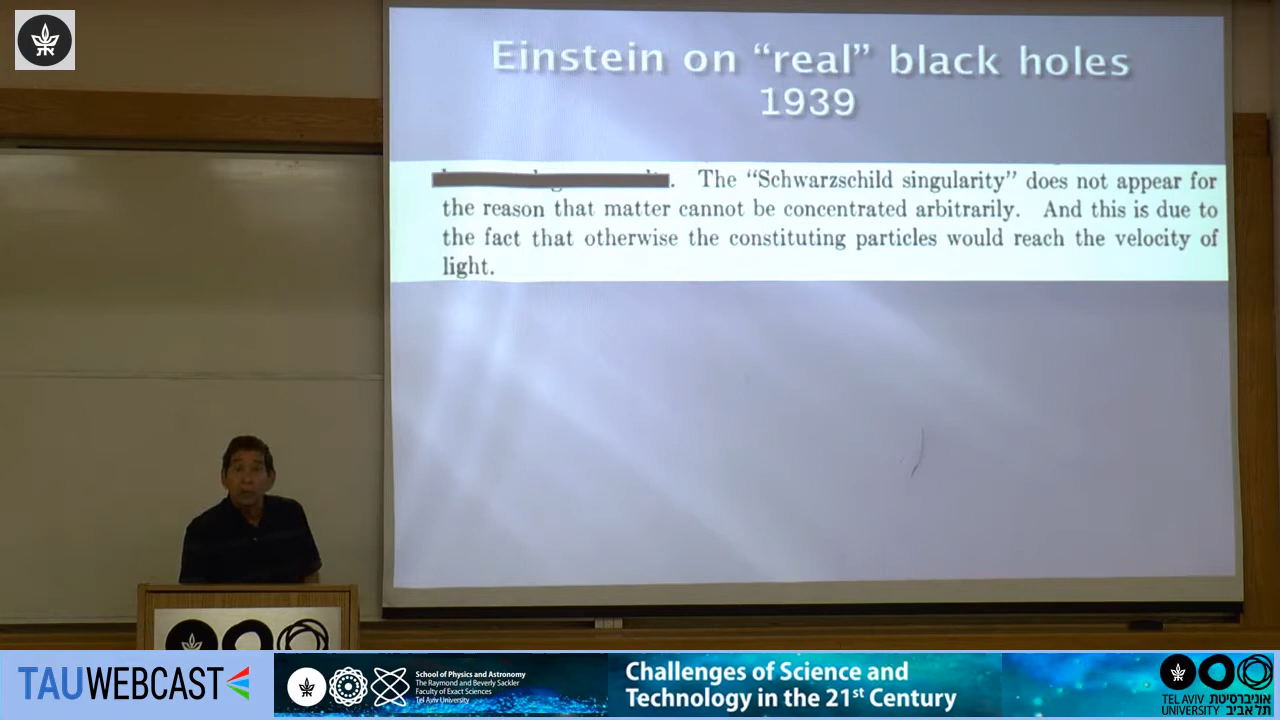 Einstein on “real” black holes
1939
. The “Schwarzschild singularity” does not appear for
the reason that matter cannot be concentrated arbitrarily. And this is due to
the fact that otherwise the constituting particles would reach the velocity of
light.
TAUWEBCAST
School of Physics and Astronomy
The Raymond and Beverly Sackler
Faculty of Exact Sciences
Tel Aviv University
Challenges of Science and
Technology in the 21st Century
TEL AVIV אוניברסיטת
UNIVERSITY תל אביב